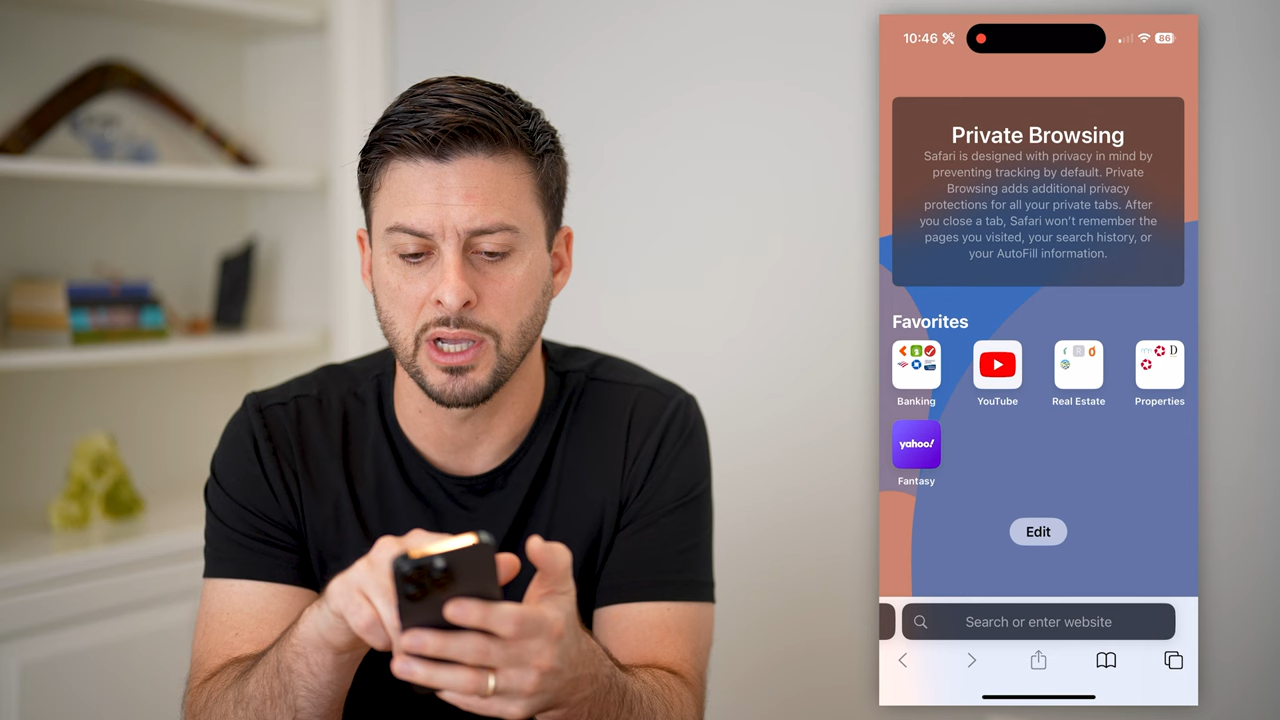 10:46
86
Private Browsing
Safari is designed with privacy in mind by
preventing tracking by default. Private
Browsing adds additional privacy
protections for all your private tabs. After
you close a tab, Safari won't remember the
pages you visited, your search history, or
your AutoFill information.
Favorites
Banking
YouTube
Real Estate
Properties
yahoo!
Fantasy
Edit
Search or enter website